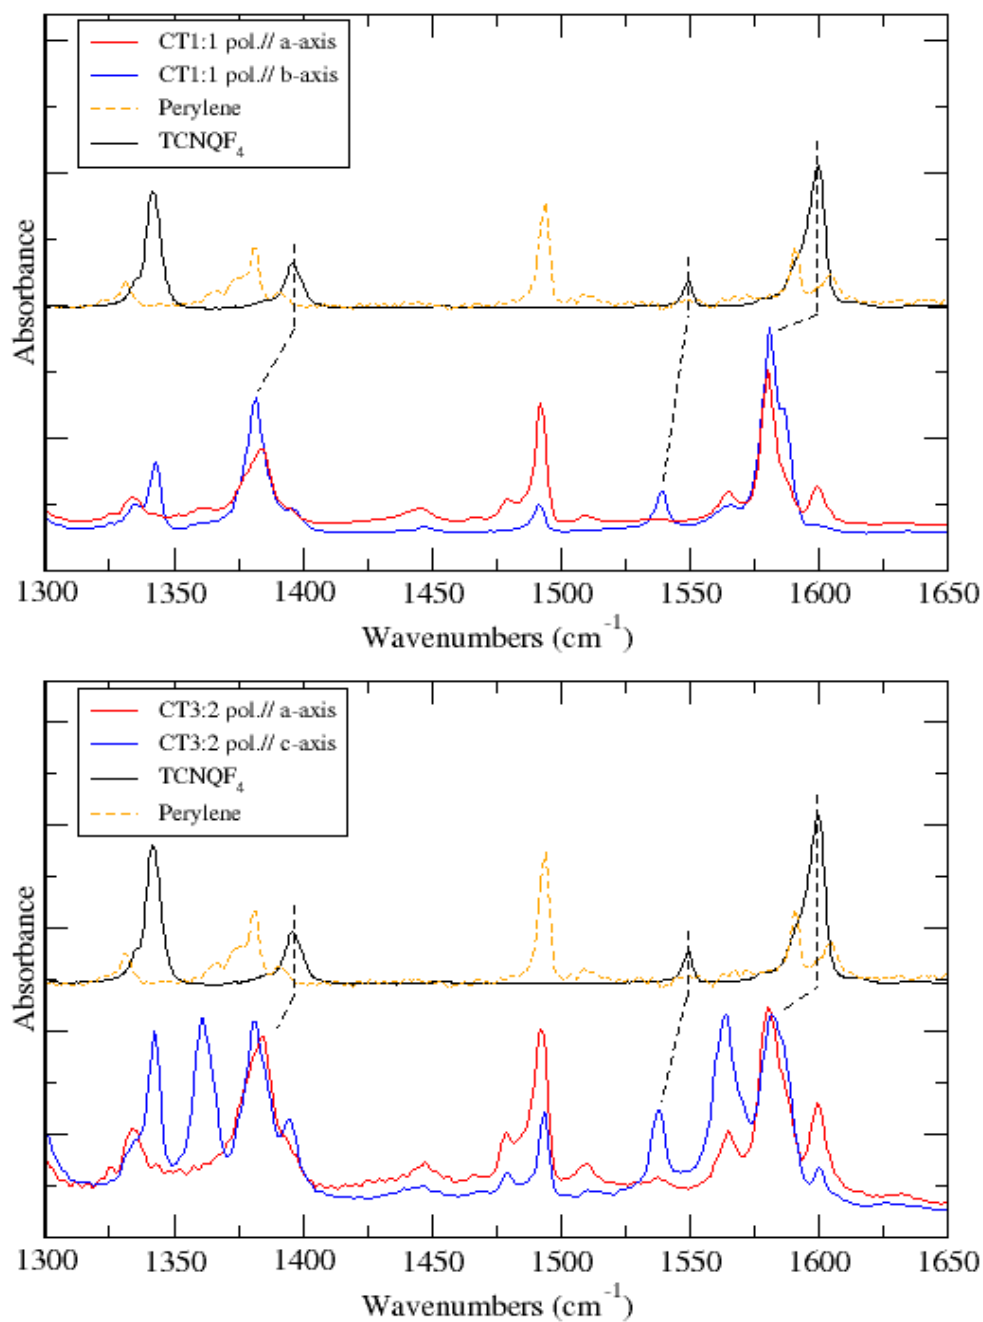 CT1:1 pol.// a-axis
CT1:1 pol.// b-axis
Perylene
TCNQF4
Absorbance
1300 1350 1400 1450 1500 1550 1600 1650
Wavenumbers (cm-1)
CT3:2 pol.// a-axis
CT3:2 pol.// c-axis
TCNQF4
Perylene
Absorbance
1300 1350 1400 1450 1500 1550 1600 1650
Wavenumbers (cm-1)